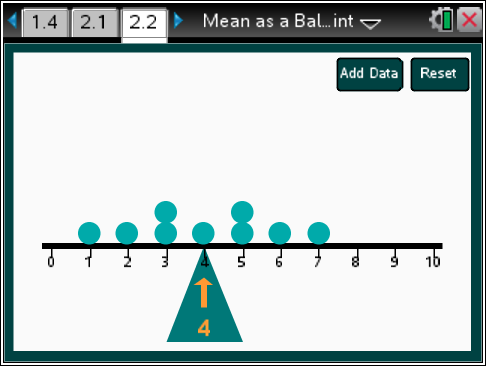 1.4 2.1 2.2 Mean as a Bal...int
Add Data Reset
0 1 2 3 4 5 6 7 8 9 10
4